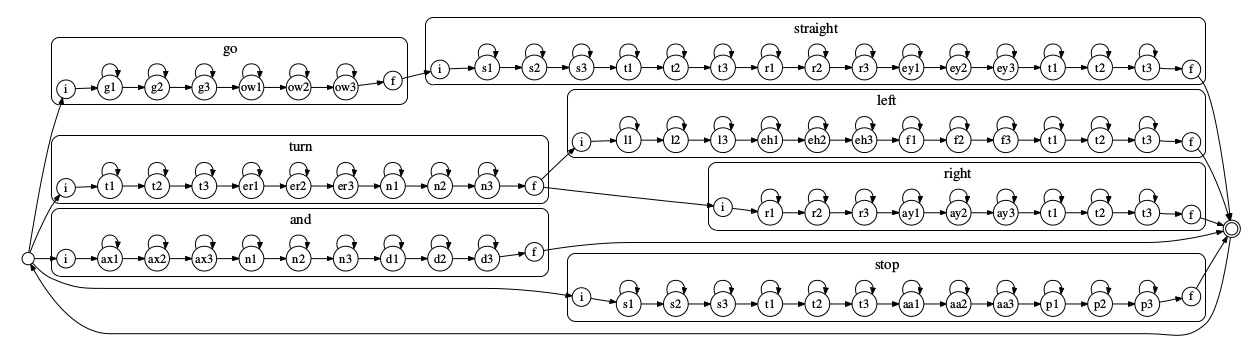 straight
go
i s1 s2 s3 t1 t2 t3 r1 r2 r3 ey1 ey2 ey3 t1 t2 t3 f
i g1 g2 g3 ow1 ow2 ow3 f
left
i l1 l2 l3 eh1 eh2 eh3 f1 f2 f3 t1 t2 t3 f
turn
i t1 t2 t3 er1 er2 er3 n1 n2 n3 f
right
i r1 r2 r3 ay1 ay2 ay3 t1 t2 t3 f
and
i ax1 ax2 ax3 n1 n2 n3 d1 d2 d3 f
stop
i s1 s2 s3 t1 t2 t3 aa1 aa2 aa3 p1 p2 p3 f